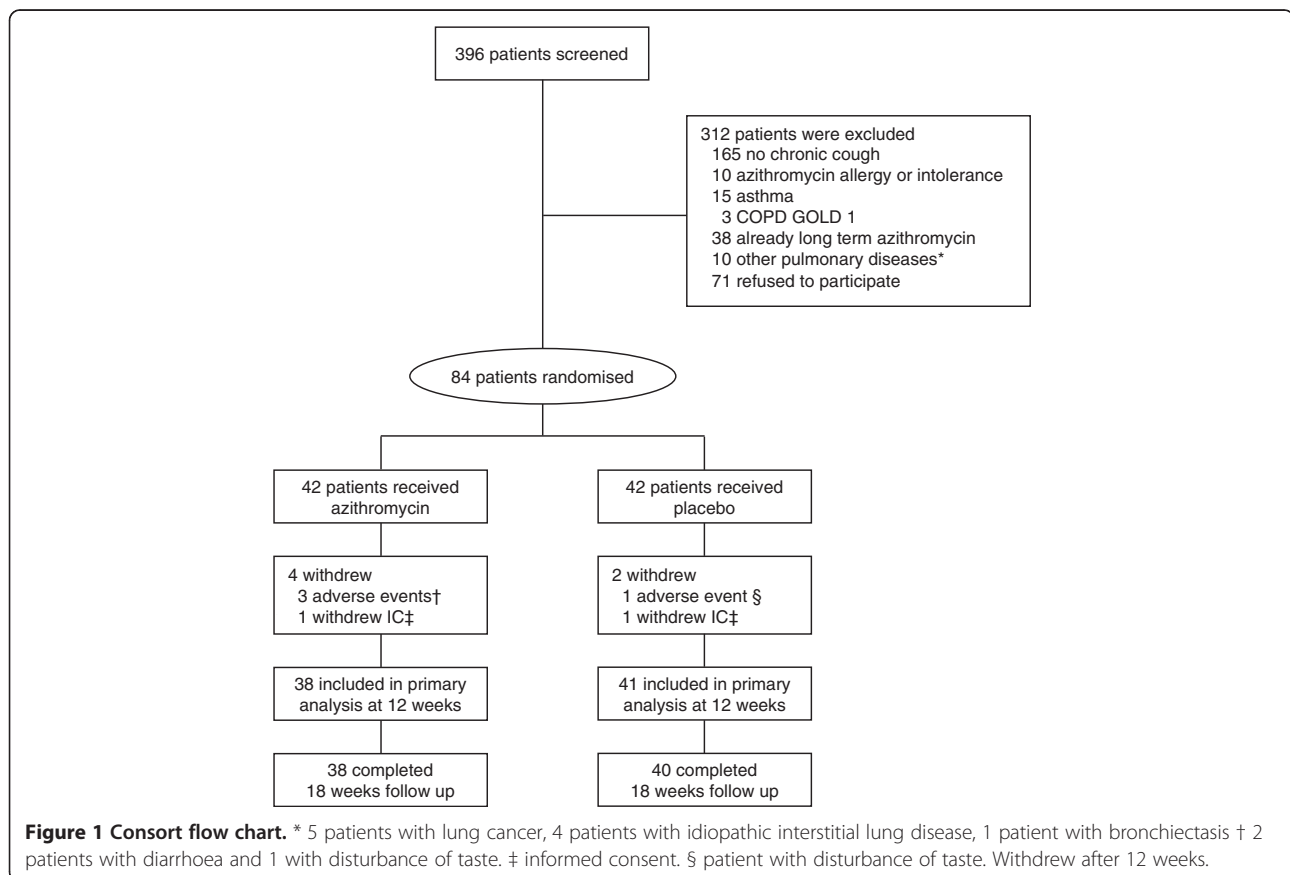 396 patients screened
312 patients were excluded
165 no chronic cough
10 azithromycin allergy or intolerance
15 asthma
3 COPD GOLD 1
38 already long term azithromycin
10 other pulmonary diseases*
71 refused to participate
84 patients randomised
42 patients received
azithromycin
42 patients received
placebo
4 withdrew
3 adverse events†
1 withdrew IC‡
2 withdrew
1 adverse event §
1 withdrew IC‡
38 included in primary
analysis at 12 weeks
41 included in primary
analysis at 12 weeks
38 completed
18 weeks follow up
40 completed
18 weeks follow up
Figure 1 Consort flow chart. * 5 patients with lung cancer, 4 patients with idiopathic interstitial lung disease, 1 patient with bronchiectasis † 2
patients with diarrhoea and 1 with disturbance of taste. ‡ informed consent. § patient with disturbance of taste. Withdrew after 12 weeks.